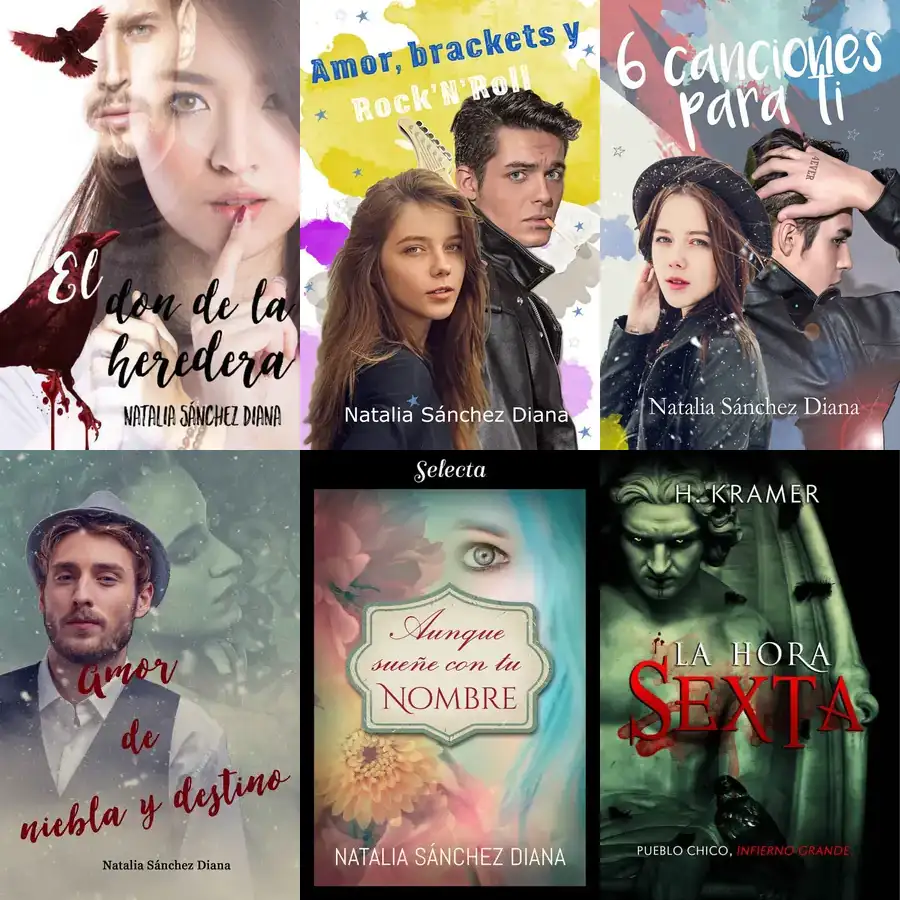 El
don de la
heredera
NATALIA SÁNCHEZ DIANA
Amor, brackets y
Rock'N'Roll
Natalia Sánchez Diana
6 canciones
para ti
4EVER
Natalia Sánchez Diana
Amor
de
niebla y destino
Natalia Sánchez Diana
Selecta
Aunque
sueñe con tu
NOMBRE
NATALIA SÁNCHEZ DIANA
H. KRAMER
LA HORA
SEXTA
PUEBLO CHICO, INFIERNO GRANDE